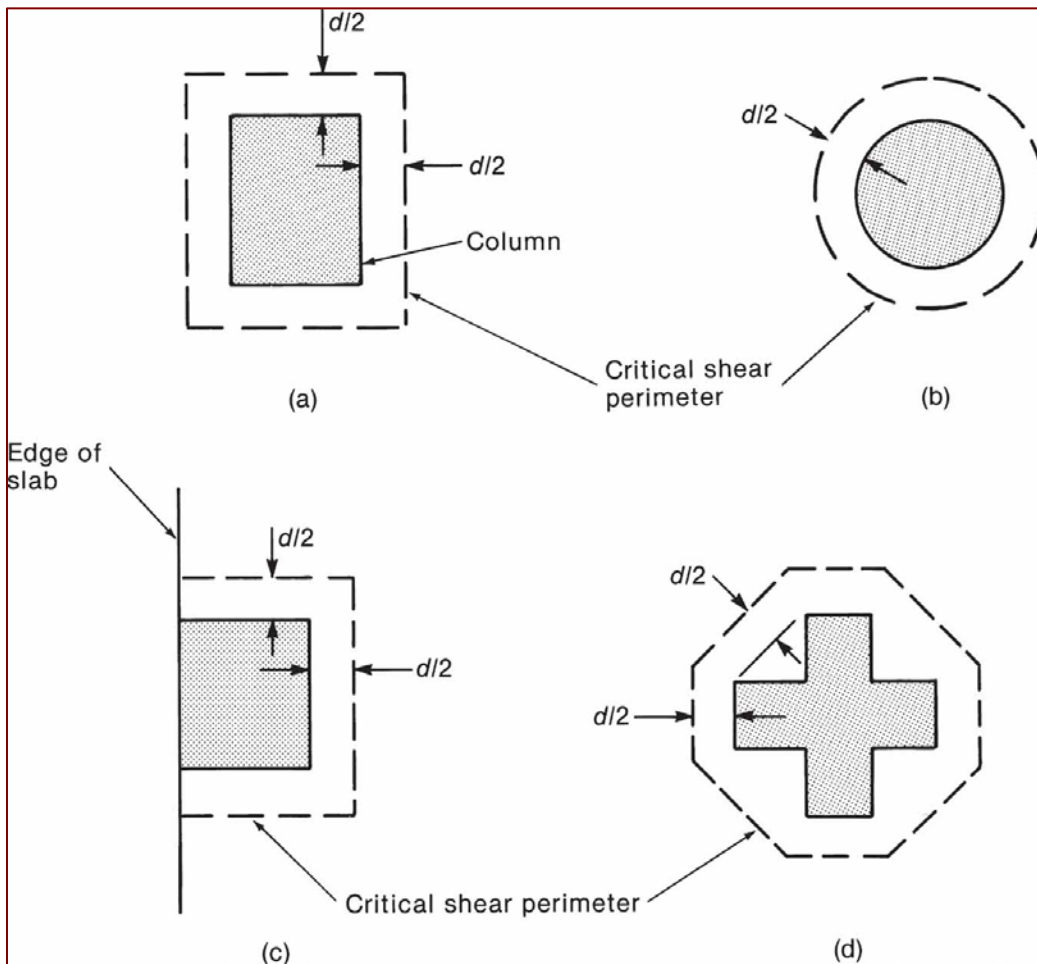 d/2
d/2
Column
(a)
d/2
Critical shear
perimeter
(b)
Edge of
slab
d/2
d/2
(c)
d/2
d/2
Critical shear perimeter
(d)